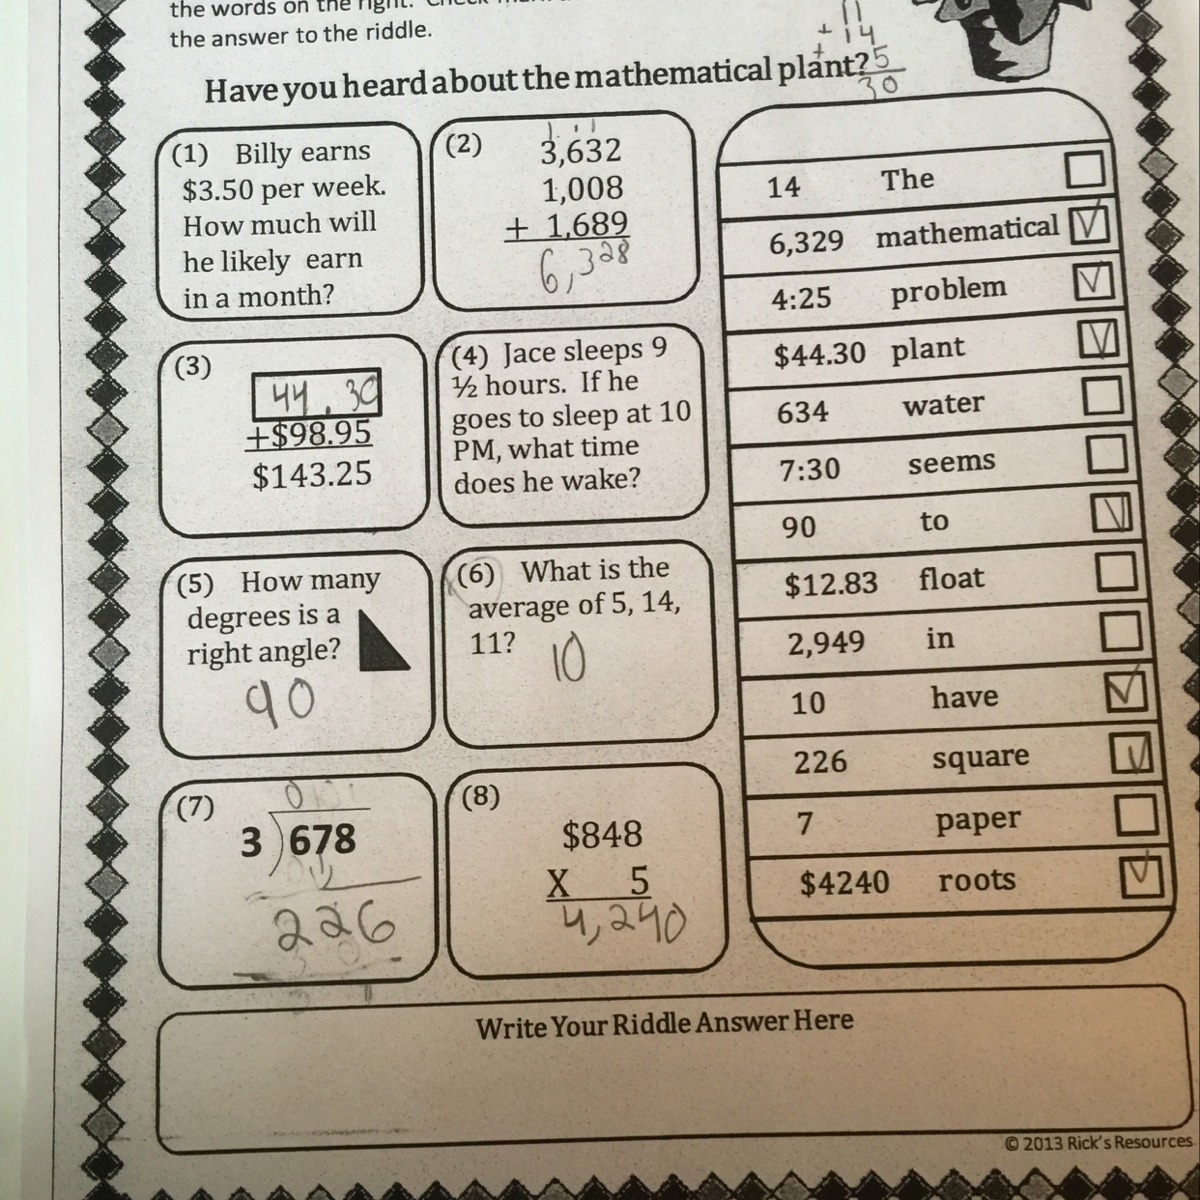 the words on the right.
the answer to the riddle.
11
+ 14
+ 5
30
Have you heard about the mathematical plant?
(1) Billy earns
$3.50 per week.
How much will
he likely earn
in a month?
(2)
3,632
1,008
+ 1,689
6,328
(3)
44.30
+$98.95
$143.25
(4) Jace sleeps 9
½ hours. If he
goes to sleep at 10
PM, what time
does he wake?
(5) How many
degrees is a
right angle?
90
(6) What is the
average of 5, 14,
11?
10
(7)
3 678
226
(8)
$848
X 5
4,240
14 The
6,329 mathematical
4:25 problem
$44.30 plant
634 water
7:30 seems
90 to
$12.83 float
2,949 in
10 have
226 square
7 paper
$4240 roots
Write Your Riddle Answer Here
© 2013 Rick's Resources